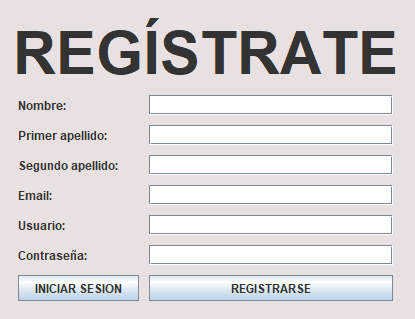 REGÍSTRATE
Nombre:
Primer apellido:
Segundo apellido:
Email:
Usuario:
Contraseña:
INICIAR SESION REGISTRARSE